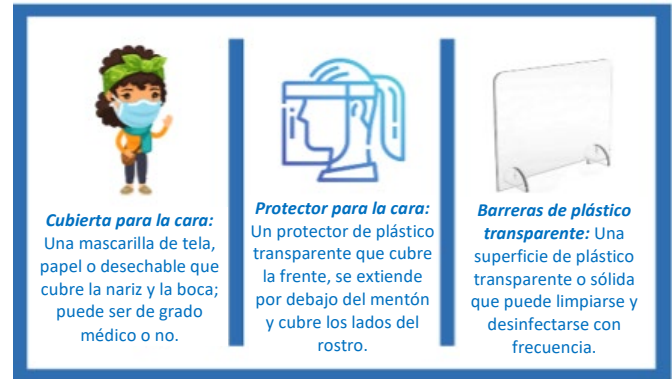 Cubierta para la cara:
Una mascarilla de tela,
papel o desechable que
cubre la nariz y la boca;
puede ser de grado
médico o no.
Protector para la cara:
Un protector de plástico
transparente que cubre
la frente, se extiende
por debajo del mentón
y cubre los lados del
rostro.
Barreras de plástico
transparente: Una
superficie de plástico
transparente o sólida
que puede limpiarse y
desinfectarse con
frecuencia.